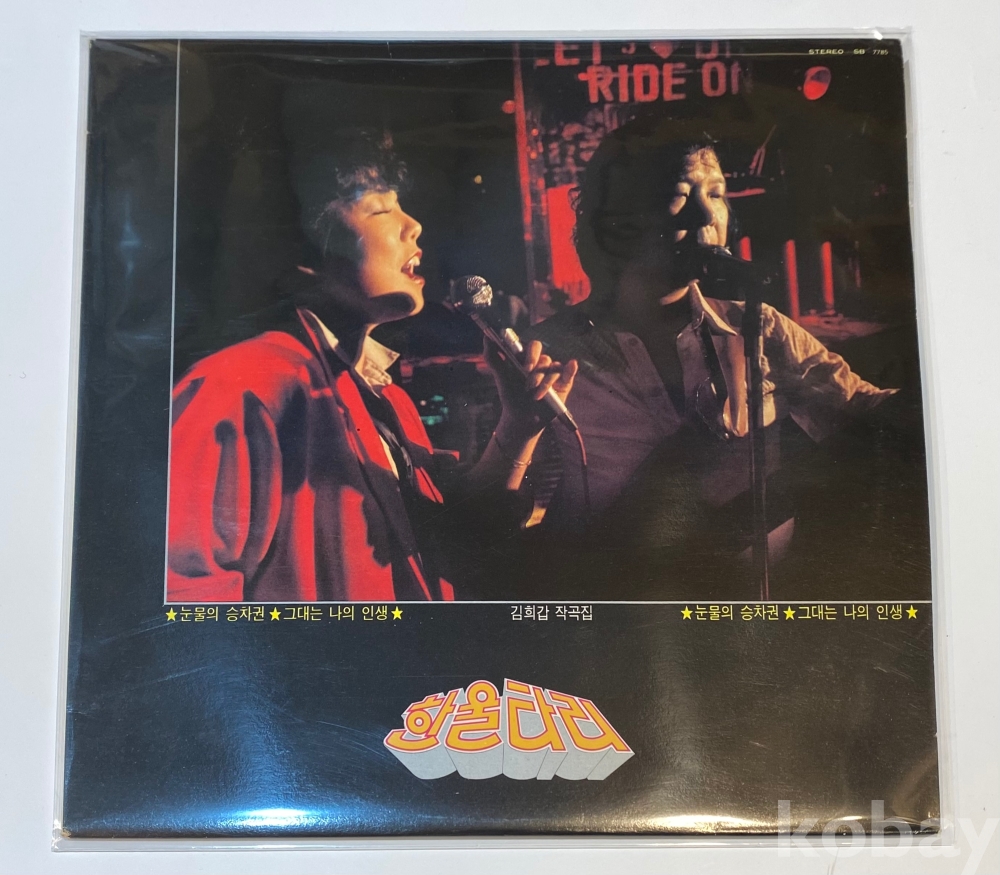 STEREO SB 7785
RIDE ON
★눈물의 승차권★그대는 나의 인생★ 김희갑 작곡집 ★눈물의 승차권★그대는 나의 인생★
한울타리
kobay